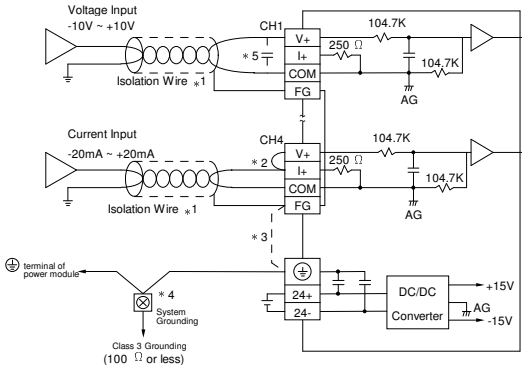 Voltage Input
-10V ~ +10V
CH1
V+
I+
COM
FG
* 5
250 Ω
104.7K
104.7K
AG
Isolation Wire *1
Current Input
-20mA ~ +20mA
CH4
V+
I+
COM
FG
* 2
250 Ω
104.7K
104.7K
AG
Isolation Wire *1
* 3
terminal of
power module
* 4
System
Grounding
Class 3 Grounding
(100 Ω or less)
24+
24-
DC/DC
Converter
+15V
AG
-15V